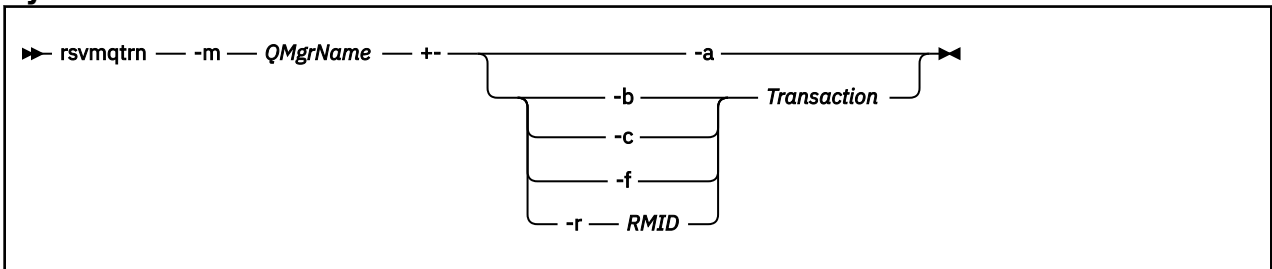 rsvmqtrn -m QMgrName +- -a
-b Transaction
-c
-f
-r RMID